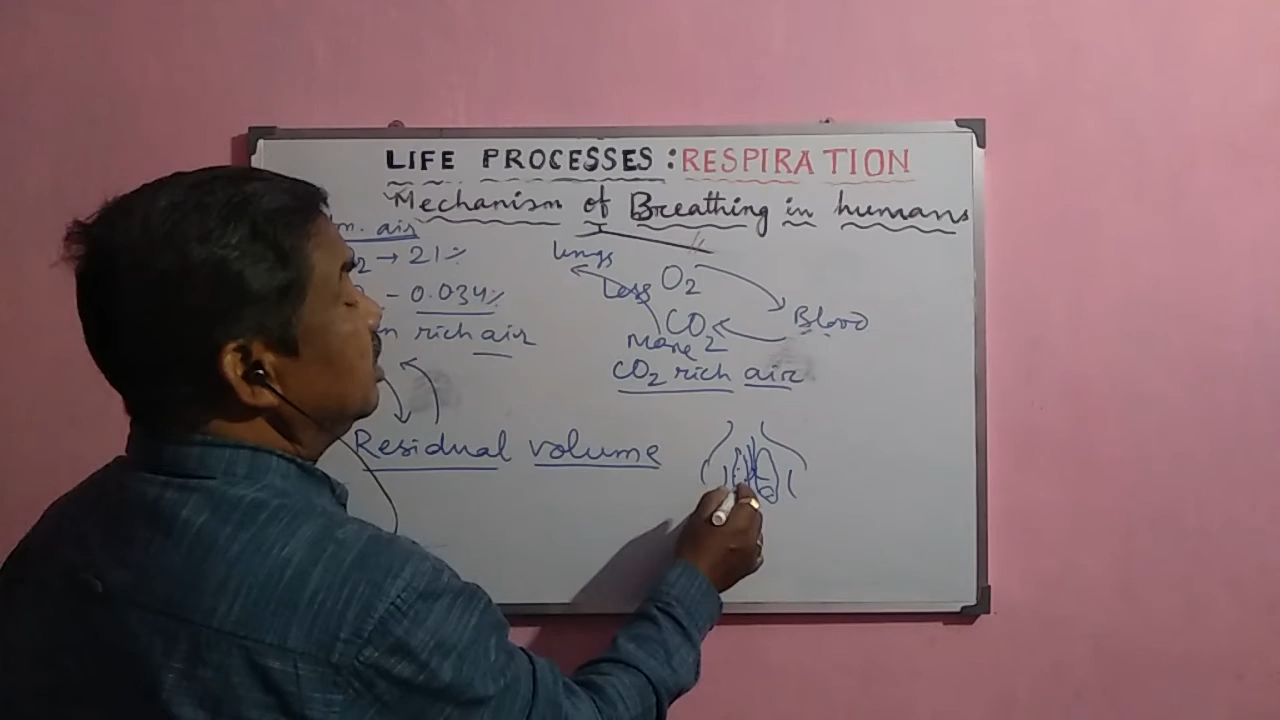 LIFE PROCESSES: RESPIRATION
Mechanism of Breathing in humans
m. air
2 → 21%
- 0.034%
n rich air
lungs
Less O2
CO2
More
Blood
CO2 rich air
Residual volume